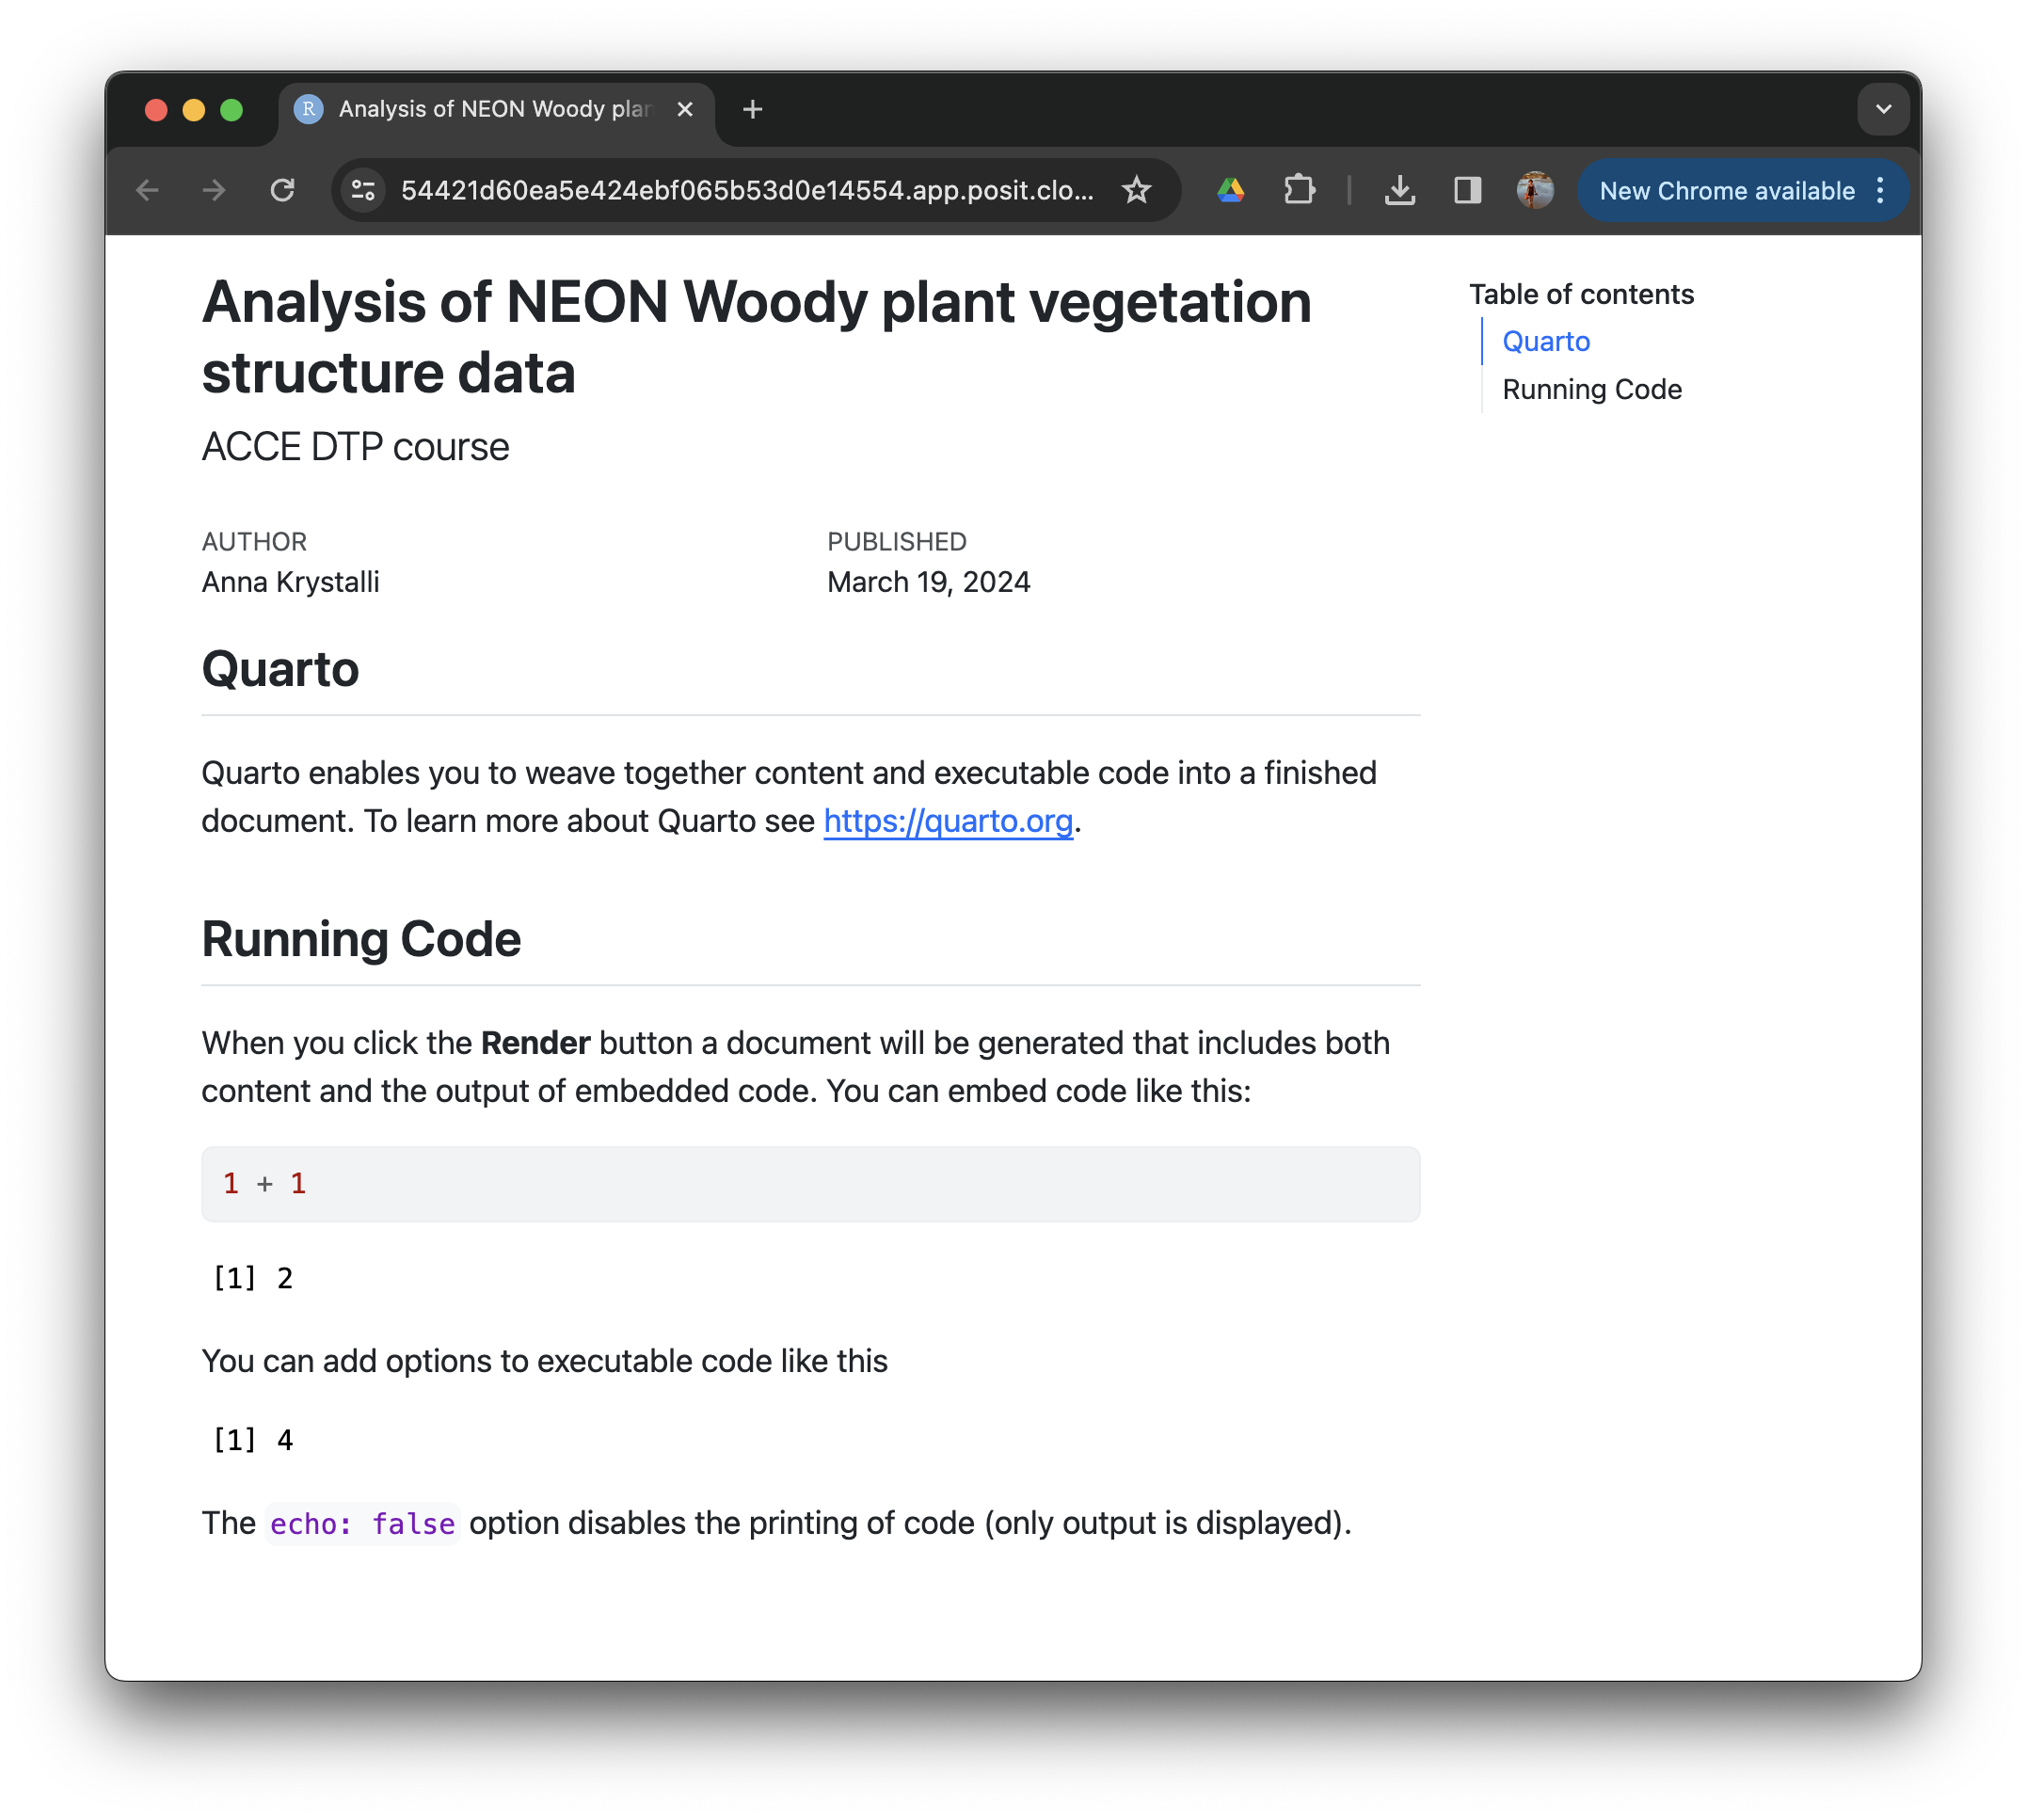 Analysis of NEON Woody plan
54421d60ea5e424ebf065b53d0e14554.app.posit.clo...
New Chrome available
Analysis of NEON Woody plant vegetation
structure data
ACCE DTP course
AUTHOR
Anna Krystalli
PUBLISHED
March 19, 2024
Table of contents
Quarto
Running Code
Quarto
Quarto enables you to weave together content and executable code into a finished
document. To learn more about Quarto see https://quarto.org.
Running Code
When you click the Render button a document will be generated that includes both
content and the output of embedded code. You can embed code like this:
1 + 1
[1] 2
You can add options to executable code like this
[1] 4
The echo: false option disables the printing of code (only output is displayed).